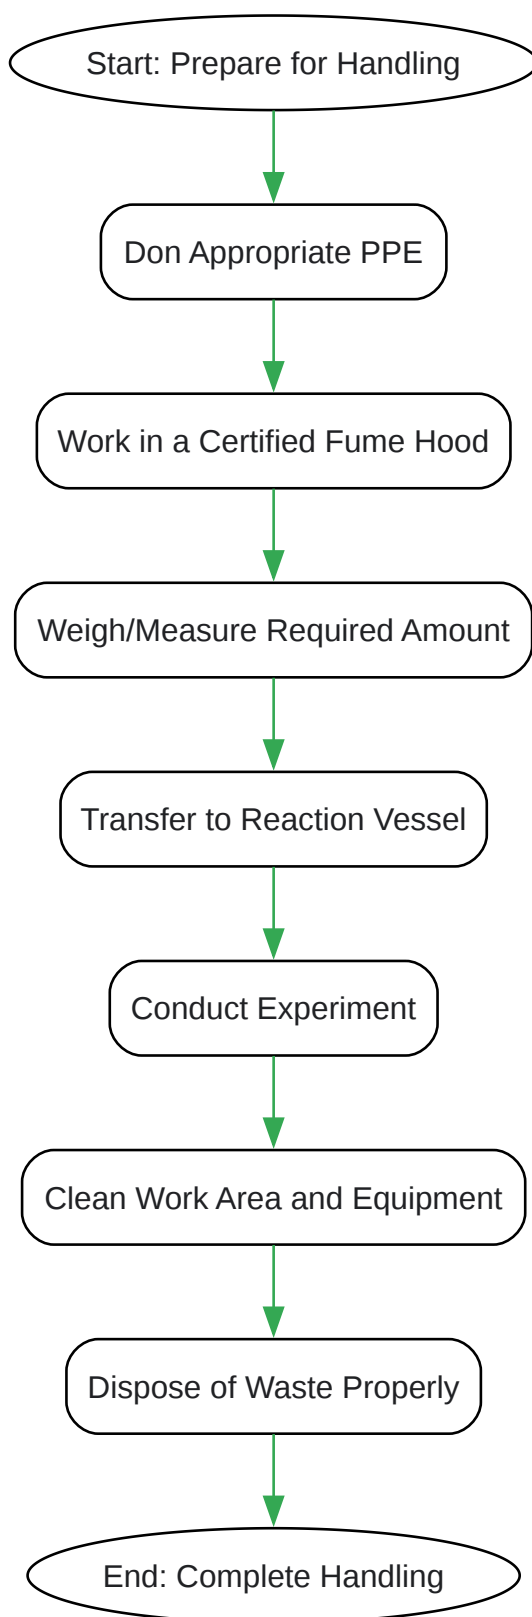 Start: Prepare for Handling
Don Appropriate PPE
Work in a Certified Fume Hood
Weigh/Measure Required Amount
Transfer to Reaction Vessel
Conduct Experiment
Clean Work Area and Equipment
Dispose of Waste Properly
End: Complete Handling